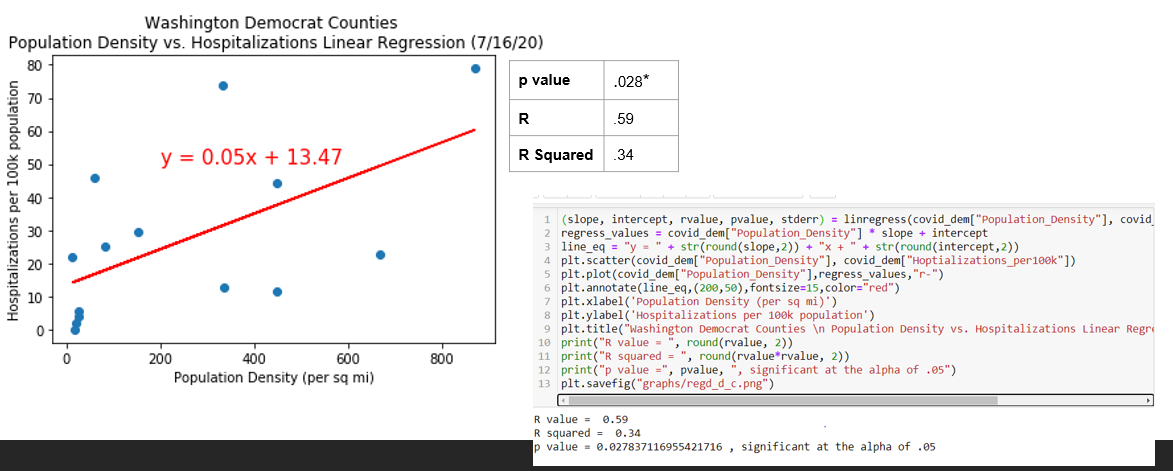 Washington Democrat Counties
Population Density vs. Hospitalizations Linear Regression (7/16/20)
Hospitalizations per 100k population
80
70
60
50
40
30
20
10
0
y = 0.05x + 13.47
0 200 400 600 800
Population Density (per sq mi)
p value .028*
R .59
R Squared .34
1 (slope, intercept, rvalue, pvalue, stderr) = linregress(covid_dem["Population_Density"], covid_
2 regress_values = covid_dem["Population_Density"] * slope + intercept
3 line_eq = "y = " + str(round(slope,2)) + "x + " + str(round(intercept,2))
4 plt.scatter(covid_dem["Population_Density"], covid_dem["Hoptializations_per100k"])
5 plt.plot(covid_dem["Population_Density"],regress_values,"r-")
6 plt.annotate(line_eq,(200,50),fontsize=15,color="red")
7 plt.xlabel('Population Density (per sq mi)')
8 plt.ylabel('Hospitalizations per 100k population')
9 plt.title("Washington Democrat Counties \n Population Density vs. Hospitalizations Linear Regre
10 print("R value = ", round(rvalue, 2))
11 print("R squared = ", round(rvalue*rvalue, 2))
12 print("p value =", pvalue, ", significant at the alpha of .05")
13 plt.savefig("graphs/regd_d_c.png")
R value =  0.59
R squared =  0.34
p value = 0.027837116955421716 , significant at the alpha of .05